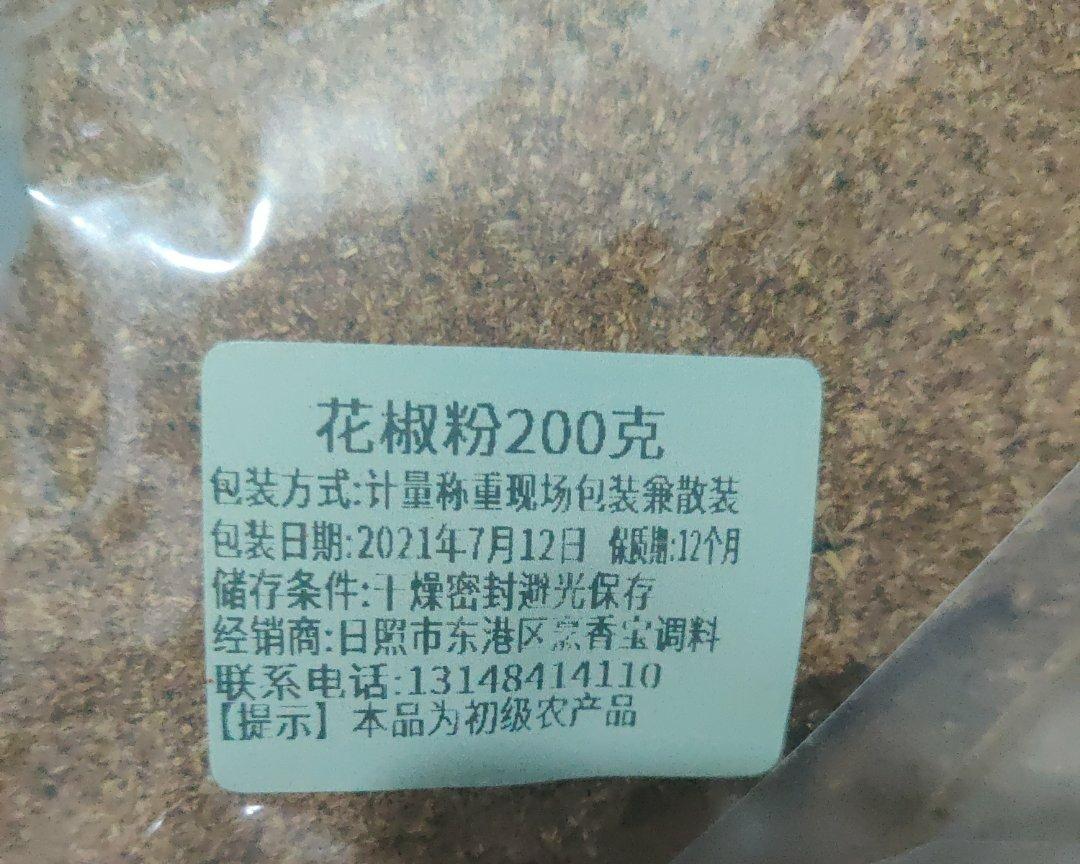 花椒粉200克
包装方式:计量称重现场包装兼散装
包装日期:2021年7月12日 保质期:12个月
储存条件:干燥密封避光保存
经销商:日照市东港区 香宝调料
联系电话:13148414110
【提示】本品为初级农产品